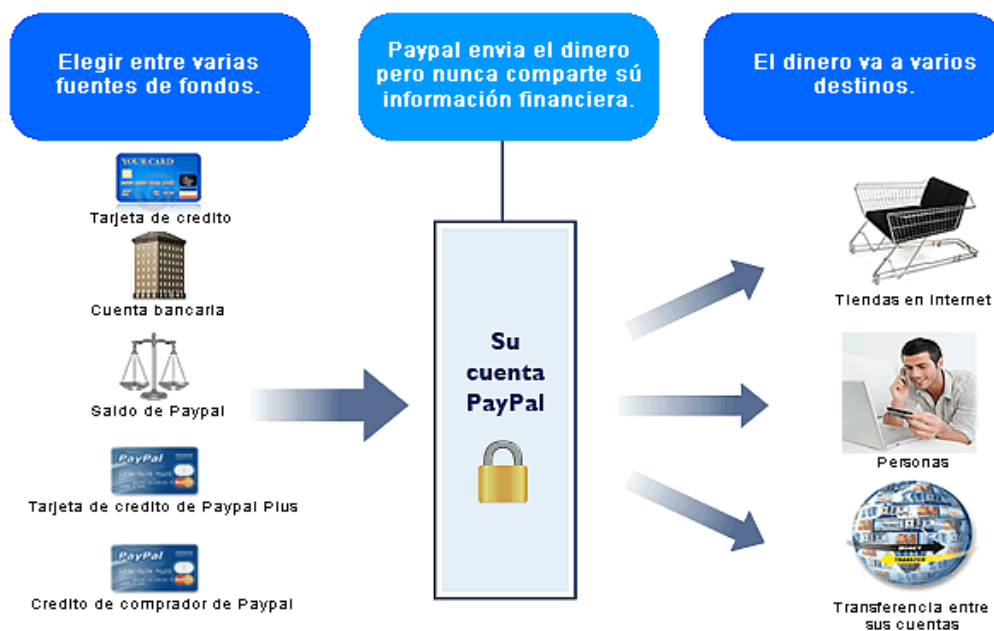 Elegir entre varias
fuentes de fondos.
Paypal envia el dinero
pero nunca comparte sú
información financiera.
El dinero va a varios
destinos.
YOUR CARD
Tarjeta de credito
Cuenta bancaria
Saldo de Paypal
PayPal
Tarjeta de credito de Paypal Plus
PayPal
Credito de comprador de Paypal
Su
cuenta
PayPal
Tiendas en Internet
Personas
MONEY
TRANSFER
Transferencia entre
sus cuentas